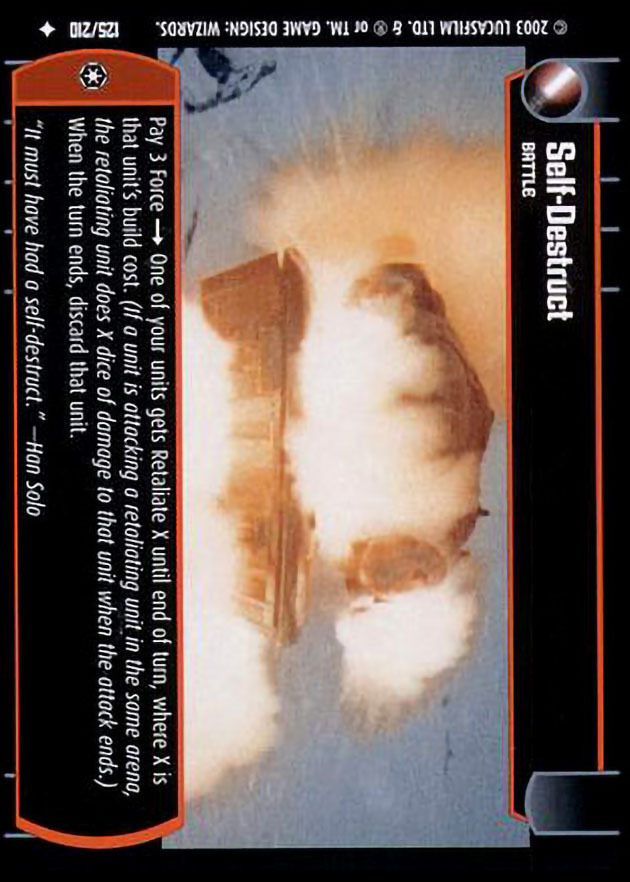 Self-Destruct
BATTLE
Pay 3 Force → One of your units gets Retaliate X until end of turn, where X is
that unit's build cost. (If a unit is attacking a retaliating unit in the same arena,
the retaliating unit does X dice of damage to that unit when the attack ends.)
When the turn ends, discard that unit.
"It must have had a self-destruct." —Han Solo
© 2003 LUCASFILM LTD. & ® or TM. GAME DESIGN: WIZARDS.
125/210